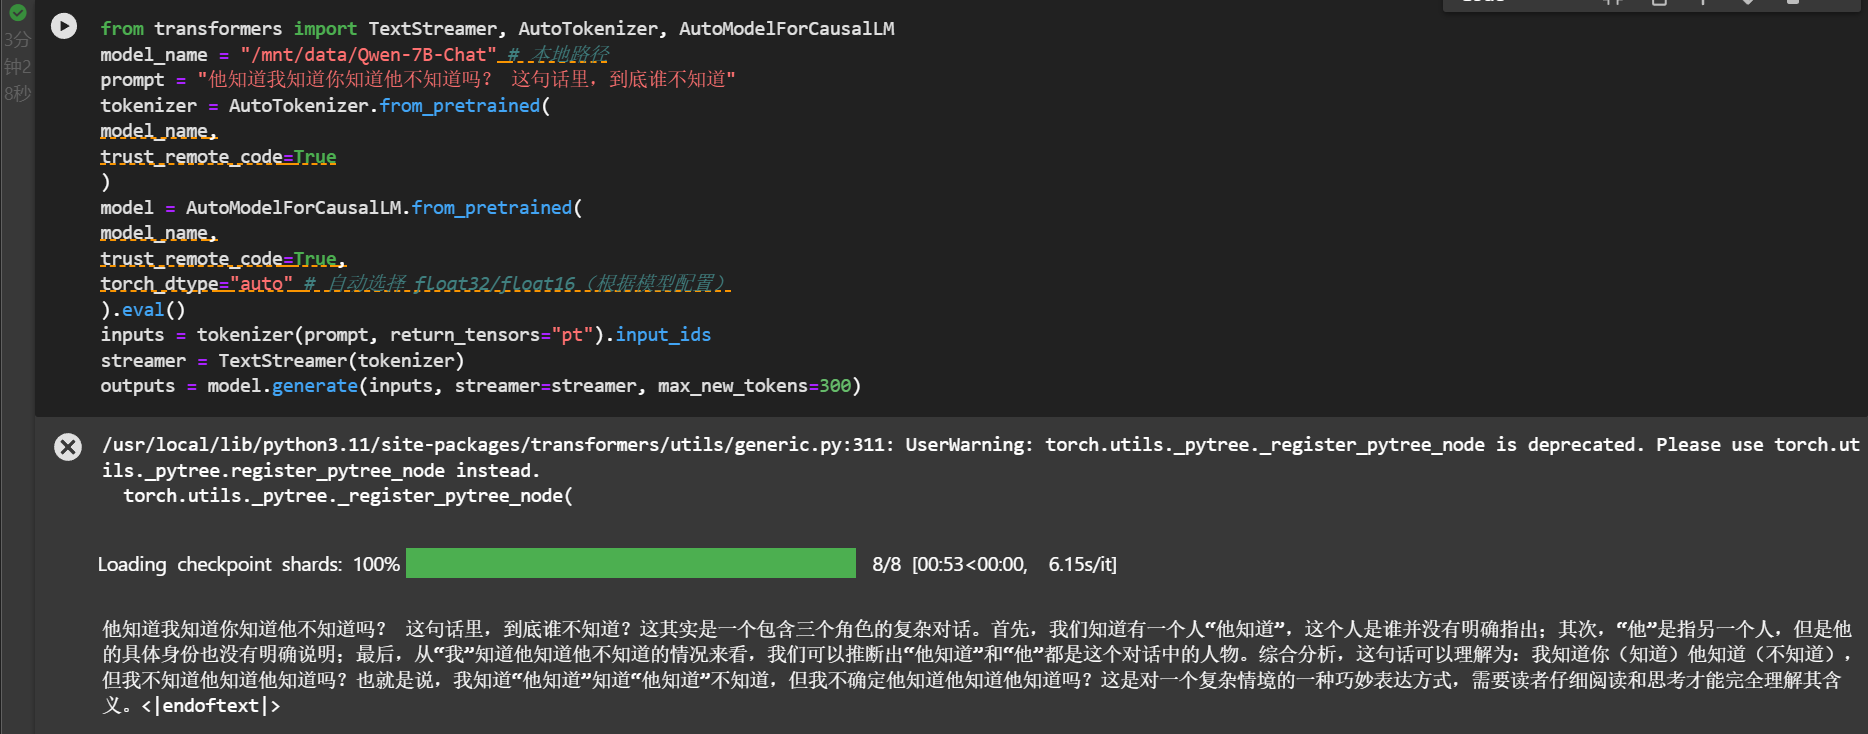 3分
钟2
8秒
from transformers import TextStreamer, AutoTokenizer, AutoModelForCausalLM
model_name = "/mnt/data/Qwen-7B-Chat" # 本地路径
prompt = "他知道我知道你知道他不知道吗? 这句话里，到底谁不知道"
tokenizer = AutoTokenizer.from_pretrained(
model_name,
trust_remote_code=True
)
model = AutoModelForCausalLM.from_pretrained(
model_name,
trust_remote_code=True,
torch_dtype="auto" # 自动选择 float32/float16（根据模型配置）
).eval()
inputs = tokenizer(prompt, return_tensors="pt").input_ids
streamer = TextStreamer(tokenizer)
outputs = model.generate(inputs, streamer=streamer, max_new_tokens=300)
/usr/local/lib/python3.11/site-packages/transformers/utils/generic.py:311: UserWarning: torch.utils._pytree._register_pytree_node is deprecated. Please use torch.ut
ils._pytree.register_pytree_node instead.
torch.utils._pytree._register_pytree_node(
Loading checkpoint shards: 100% 8/8 [00:53<00:00, 6.15s/it]
他知道我知道你知道他不知道吗? 这句话里，到底谁不知道？这其实是一个包含三个角色的复杂对话。首先，我们知道有一个人“他知道”，这个人是谁并没有明确指出；其次，“他”是指另一个人，但是他
的具体身份也没有明确说明；最后，从“我”知道他知道他不知道的情况来看，我们可以推断出“他知道”和“他”都是这个对话中的人物。综合分析，这句话可以理解为：我知道你（知道）他知道（不知道），
但我不知道他知道他知道吗？也就是说，我知道“他知道”知道“他知道”不知道，但我不确定他知道他知道他知道吗？这是对一个复杂情境的一种巧妙表达方式，需要读者仔细阅读和思考才能完全理解其含
义。<|endoftext|>